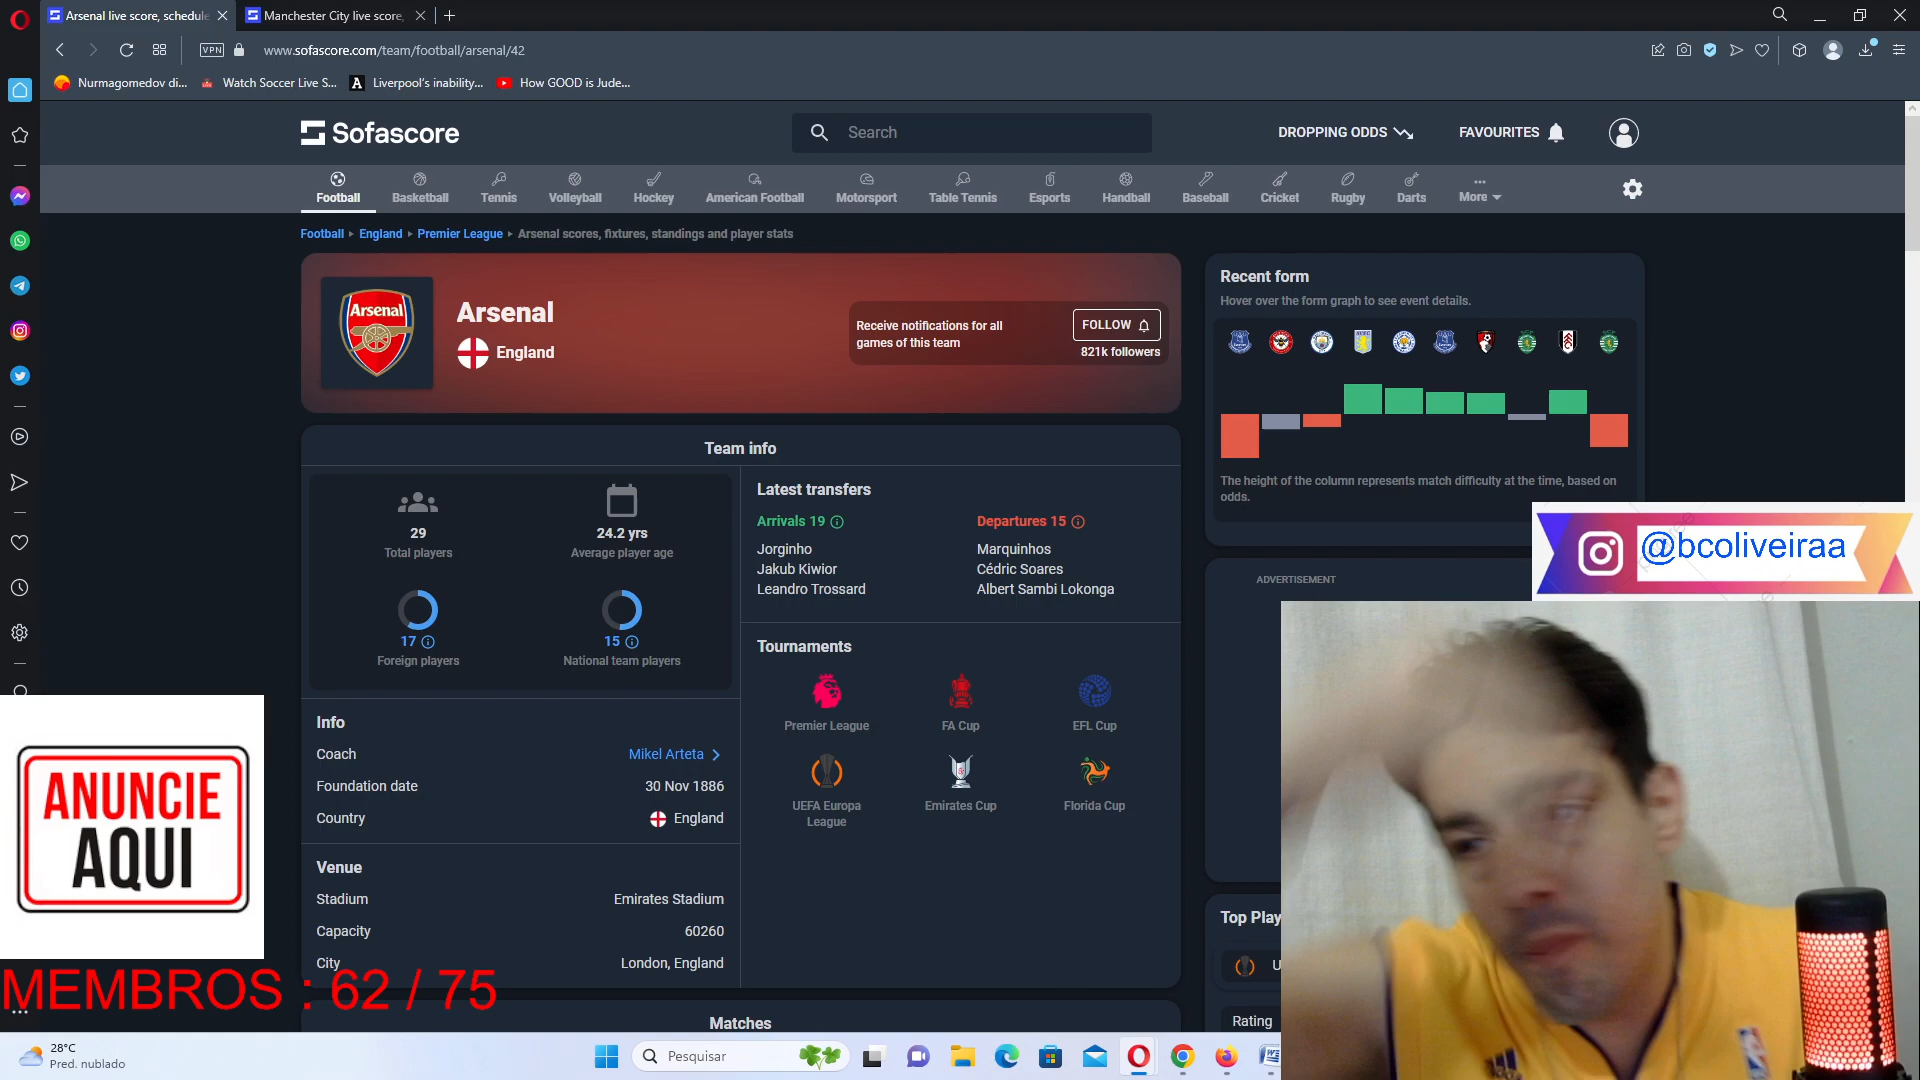 Arsenal live score, schedule
Manchester City live score,
VPN
www.sofascore.com/team/football/arsenal/42
Nurmagomedov di...
Watch Soccer Live S...
A
Liverpool's inability...
How GOOD is Jude...
Sofascore
Search
DROPPING ODDS
FAVOURITES
Football
Basketball
Tennis
Volleyball
Hockey
American Football
Motorsport
Table Tennis
Esports
Handball
Baseball
Cricket
Rugby
Darts
More
Football
England
Premier League
Arsenal scores, fixtures, standings and player stats
Arsenal
Arsenal
England
Receive notifications for all
games of this team
FOLLOW
821k followers
Recent form
Hover over the form graph to see event details.
The height of the column represents match difficulty at the time, based on
odds.
Team info
29
Total players
24.2 yrs
Average player age
17
Foreign players
15
National team players
Latest transfers
Arrivals 19
Jorginho
Jakub Kiwior
Leandro Trossard
Departures 15
Marquinhos
Cédric Soares
Albert Sambi Lokonga
Tournaments
Premier League
FA Cup
EFL Cup
UEFA Europa
League
Emirates Cup
Florida Cup
Info
Coach
Mikel Arteta
Foundation date
30 Nov 1886
Country
England
Venue
Stadium
Emirates Stadium
Capacity
60260
City
London, England
Matches
ADVERTISEMENT
@bcoliveiraa
Top Play
U
Rating
ANUNCIE
AQUI
MEMBROS : 62 / 75
28°C
Pred. nublado
Pesquisar